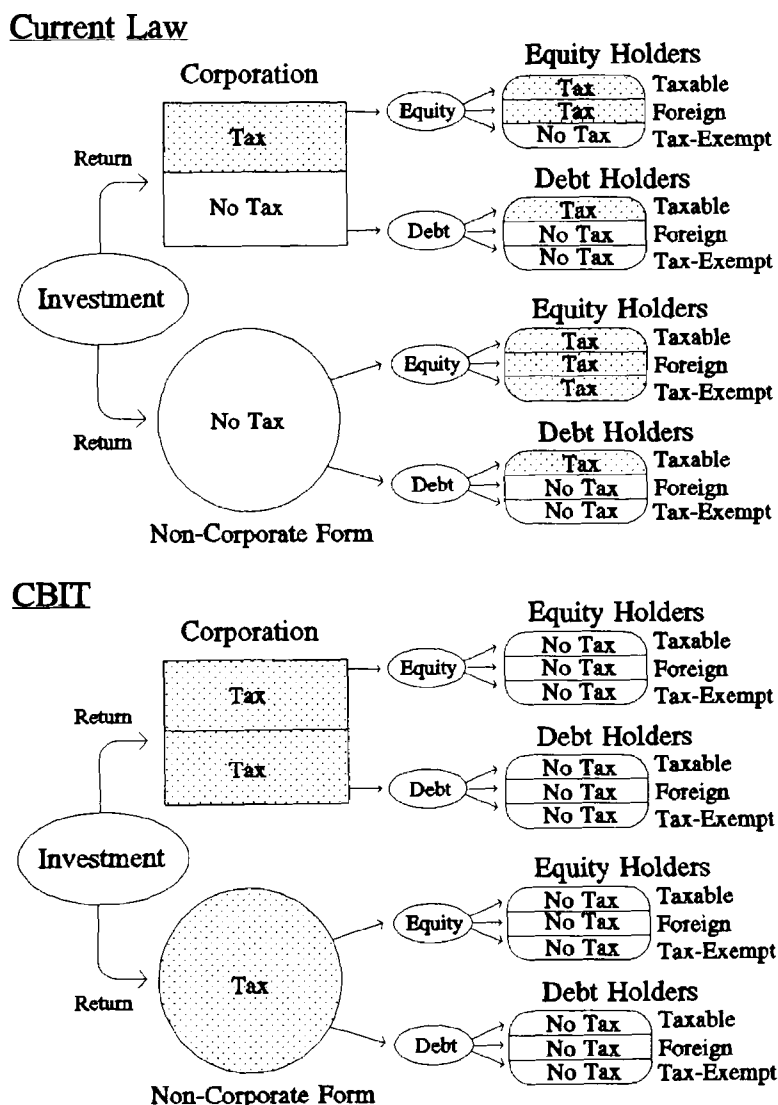 Current Law
Equity Holders
Corporation
Tax
No Tax
Return
Equity
Tax Taxable
Tax Foreign
No Tax Tax-Exempt
Debt Holders
Debt
Tax Taxable
No Tax Foreign
No Tax Tax-Exempt
Investment
Equity Holders
No Tax
Return
Non-Corporate Form
Equity
Tax Taxable
Tax Foreign
Tax Tax-Exempt
Debt Holders
Debt
Tax Taxable
No Tax Foreign
No Tax Tax-Exempt
CBIT
Equity Holders
Corporation
Tax
Tax
Return
Equity
No Tax Taxable
No Tax Foreign
No Tax Tax-Exempt
Debt Holders
Debt
No Tax Taxable
No Tax Foreign
No Tax Tax-Exempt
Investment
Equity Holders
Tax
Return
Non-Corporate Form
Equity
No Tax Taxable
No Tax Foreign
No Tax Tax-Exempt
Debt Holders
Debt
No Tax Taxable
No Tax Foreign
No Tax Tax-Exempt